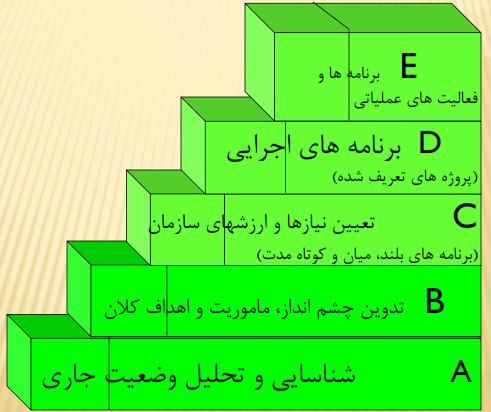 E برنامه ها و
فعالیت های عملیاتی
D برنامه های اجرایی
(پروژه های تعریف شده)
C تعیین نیازها و ارزشهای سازمان
(برنامه های بلند، میان و کوتاه مدت)
B تدوین چشم انداز، ماموریت و اهداف کلان
A شناسایی و تحلیل وضعیت جاری